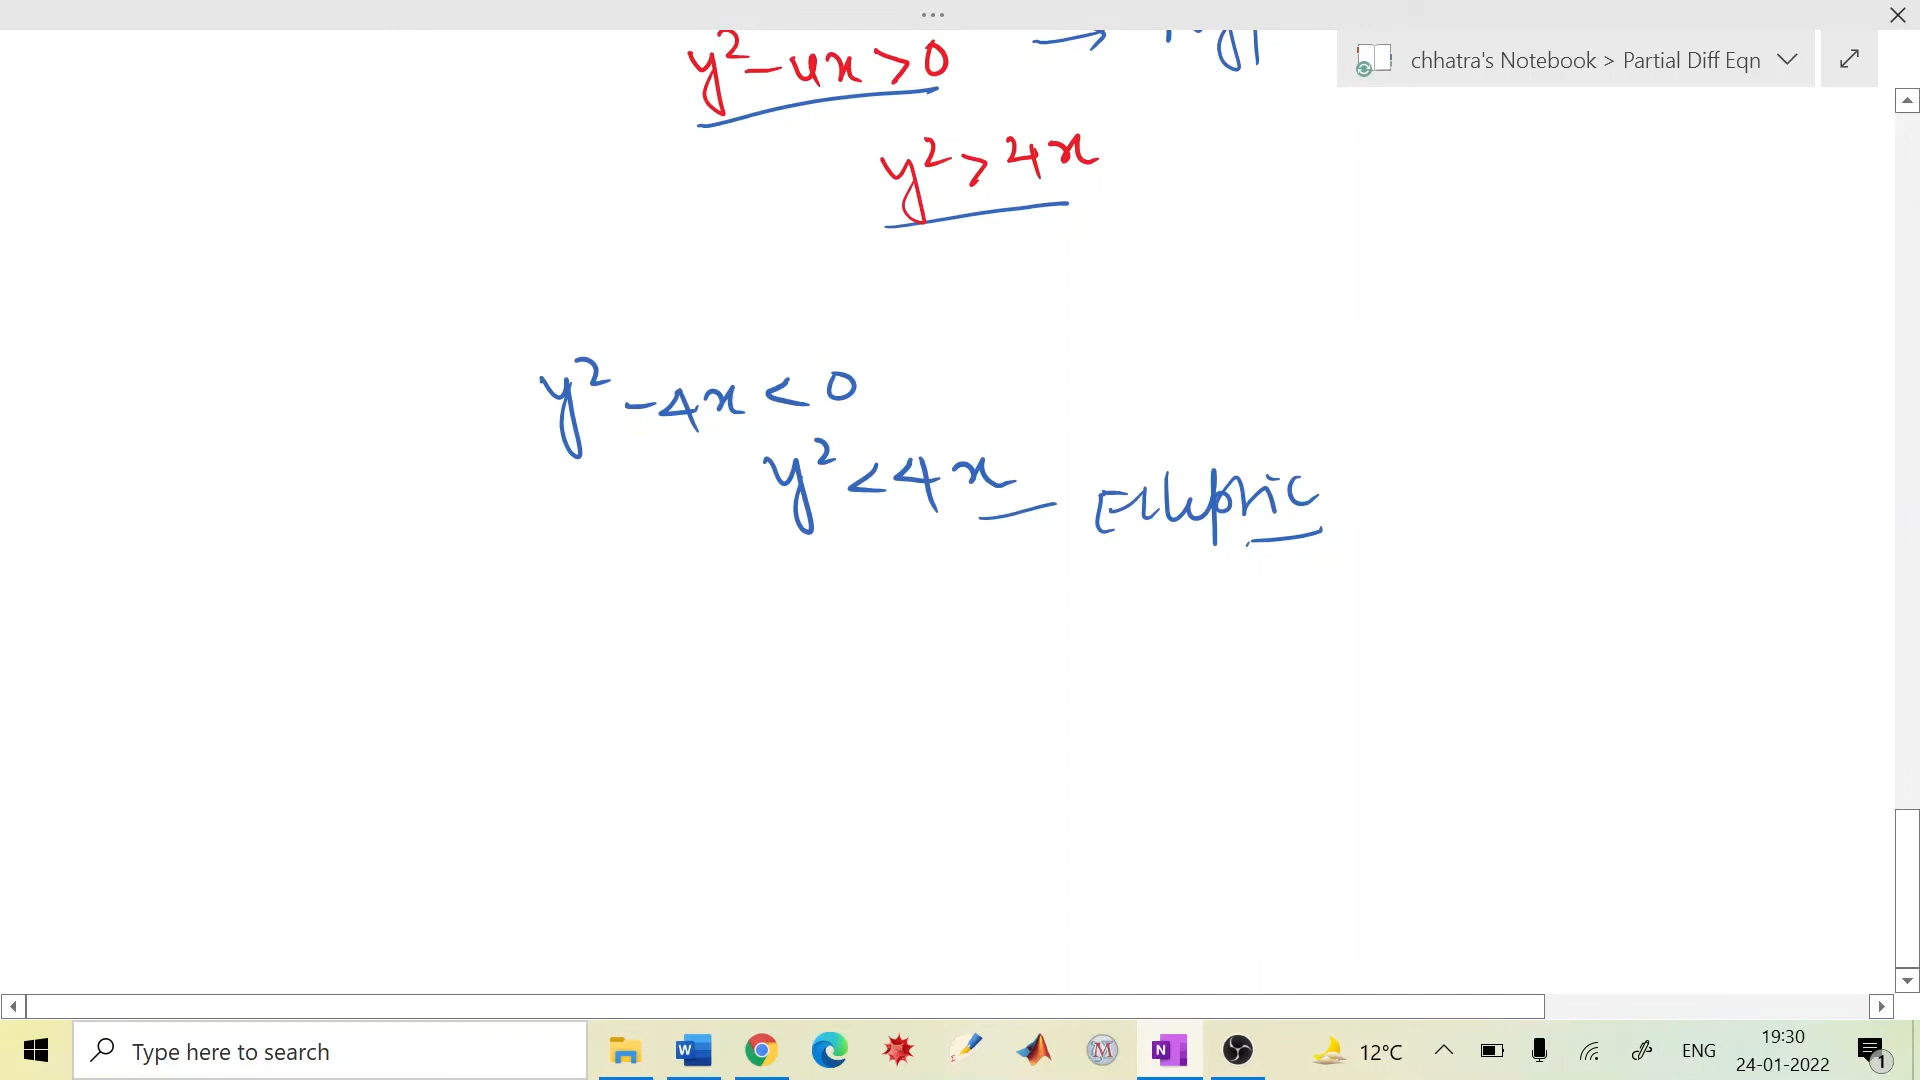 y² - 4x > 0
chhatra's Notebook > Partial Diff Eqn
y² > 4x
y² - 4x < 0
y² < 4x Elliptic
Type here to search
12°C
ENG
19:30
24-01-2022
1